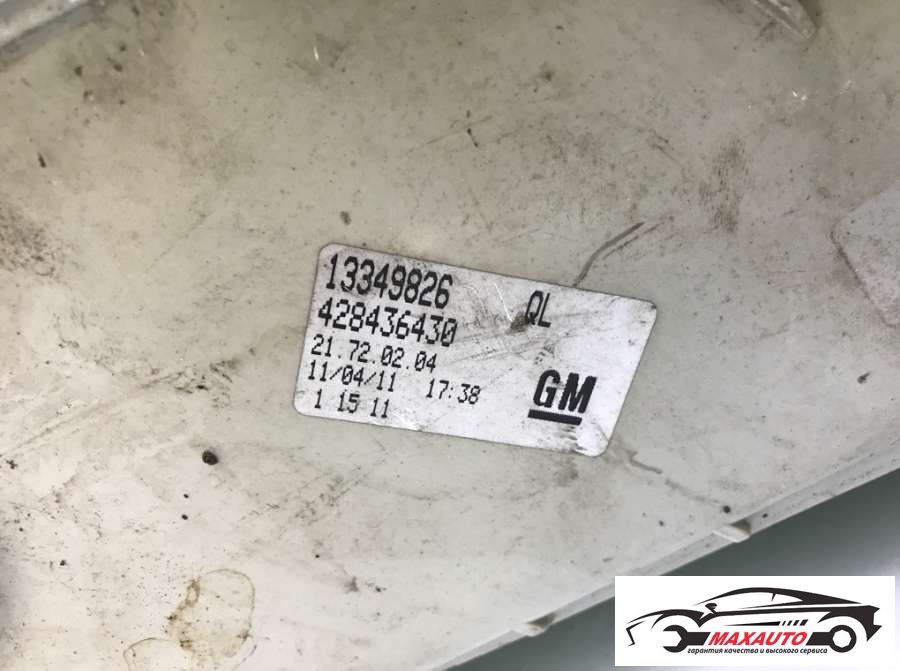 13349826 QL
428436430
21.72.02.04
11/04/11 17:38
1 15 11
GM
MAXAUTO
гарантия качества и высокого сервиса